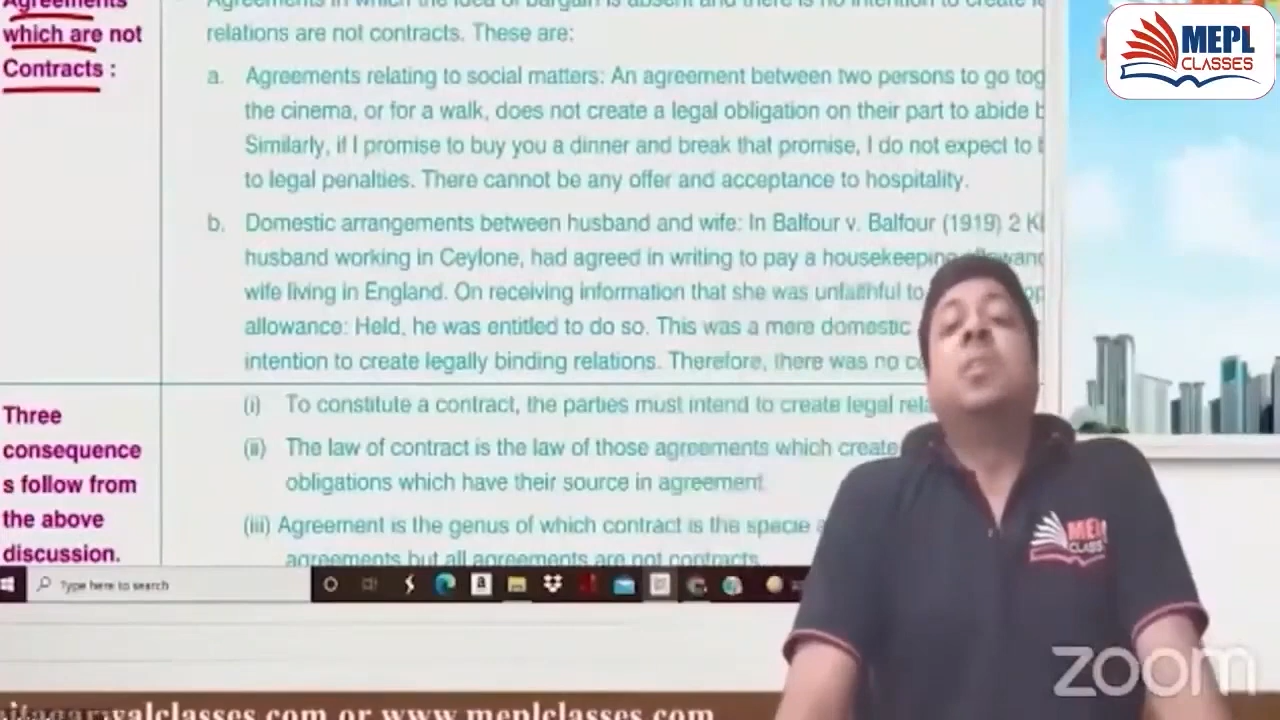 Agreements
which are not
Contracts :
Agreements in which the idea of bargain is absent and there is no intention to create
relations are not contracts. These are:
a. Agreements relating to social matters: An agreement between two persons to go tog
the cinema, or for a walk, does not create a legal obligation on their part to abide b
Similarly, if I promise to buy you a dinner and break that promise, I do not expect to
to legal penalties. There cannot be any offer and acceptance to hospitality.
b. Domestic arrangements between husband and wife: In Balfour v. Balfour (1919) 2 K
husband working in Ceylone, had agreed in writing to pay a housekeeping
wife living in England. On receiving information that she was unfaithful to
allowance: Held, he was entitled to do so. This was a mere domestic
intention to create legally binding relations. Therefore, there was no
Three
consequence
s follow from
the above
discussion.
(i) To constitute a contract, the parties must intend to create legal
(ii) The law of contract is the law of those agreements which create
obligations which have their source in agreement
(iii) Agreement is the genus of which contract is the specie
agreements but all agreements are not contracts.
Type here to search
MEPL
CLASSES
MEPL
CLASS
zoom
valclasses.com or www.meplclasses.com